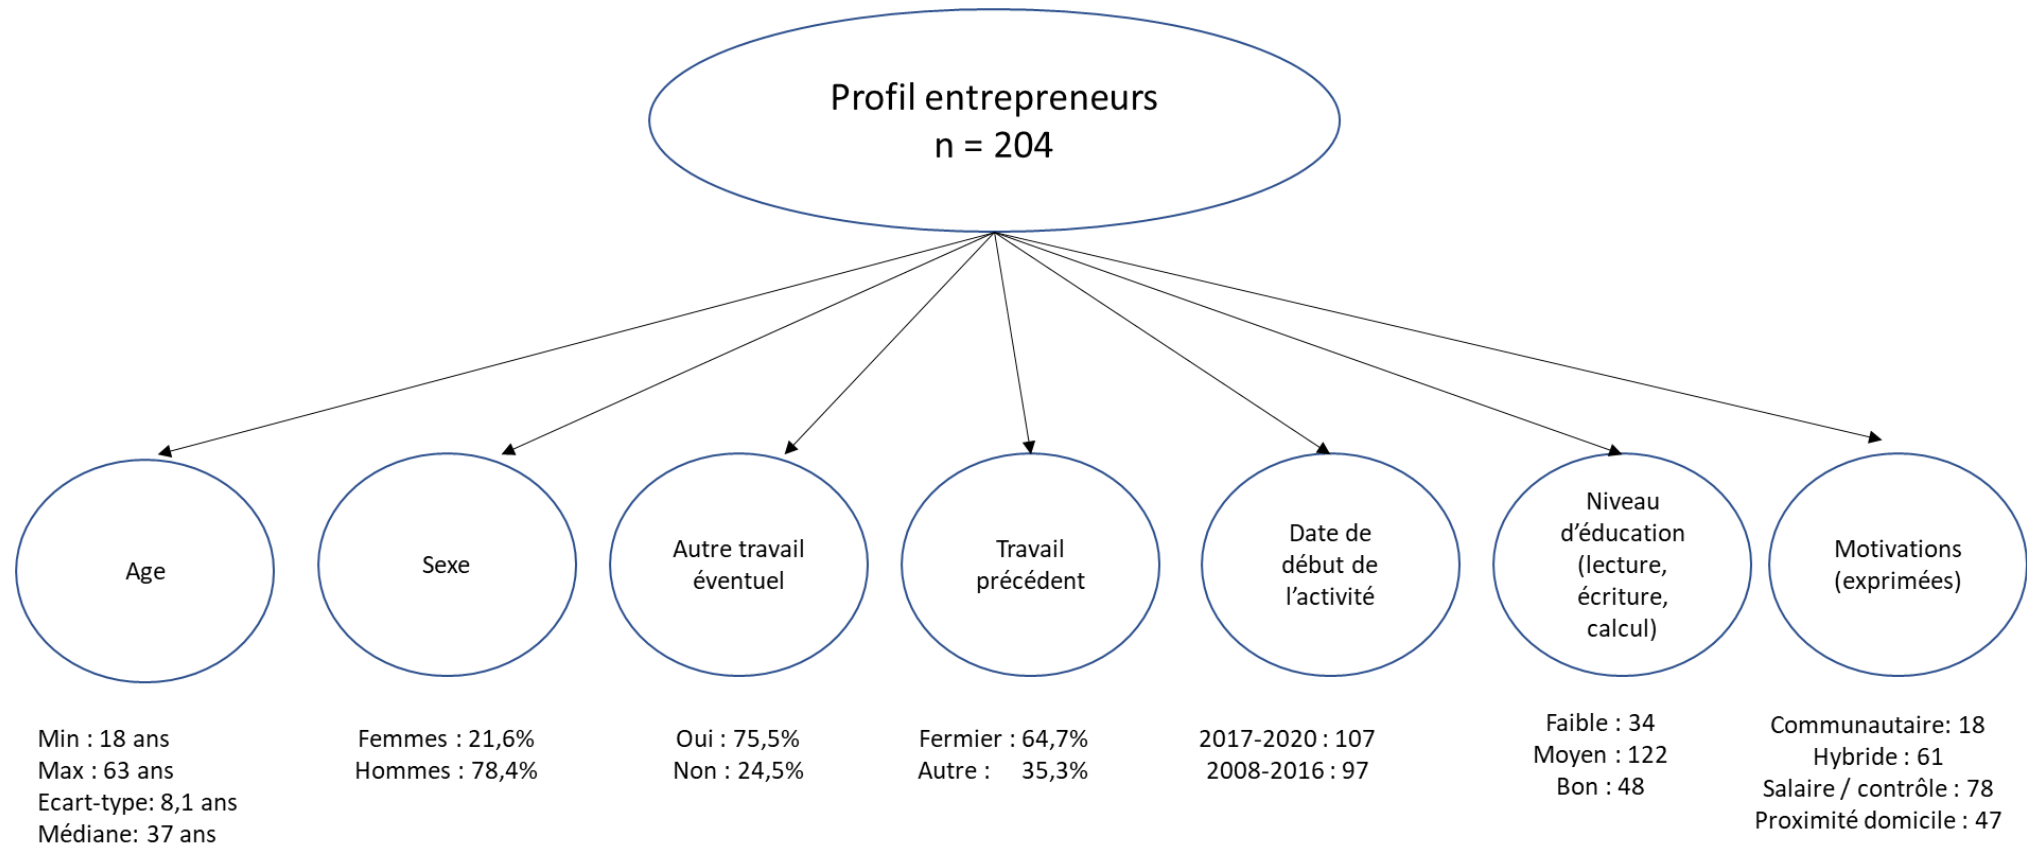 Profil entrepreneurs
n = 204
Age
Sexe
Autre travail
éventuel
Travail
précédent
Date de
début de
l’activité
Niveau
d’éducation
(lecture,
écriture,
calcul)
Motivations
(exprimées)
Min : 18 ans
Max : 63 ans
Ecart-type: 8,1 ans
Médiane: 37 ans
Femmes : 21,6%
Hommes : 78,4%
Oui : 75,5%
Non : 24,5%
Fermier : 64,7%
Autre : 35,3%
2017-2020 : 107
2008-2016 : 97
Faible : 34
Moyen : 122
Bon : 48
Communautaire: 18
Hybride : 61
Salaire / contrôle : 78
Proximité domicile : 47